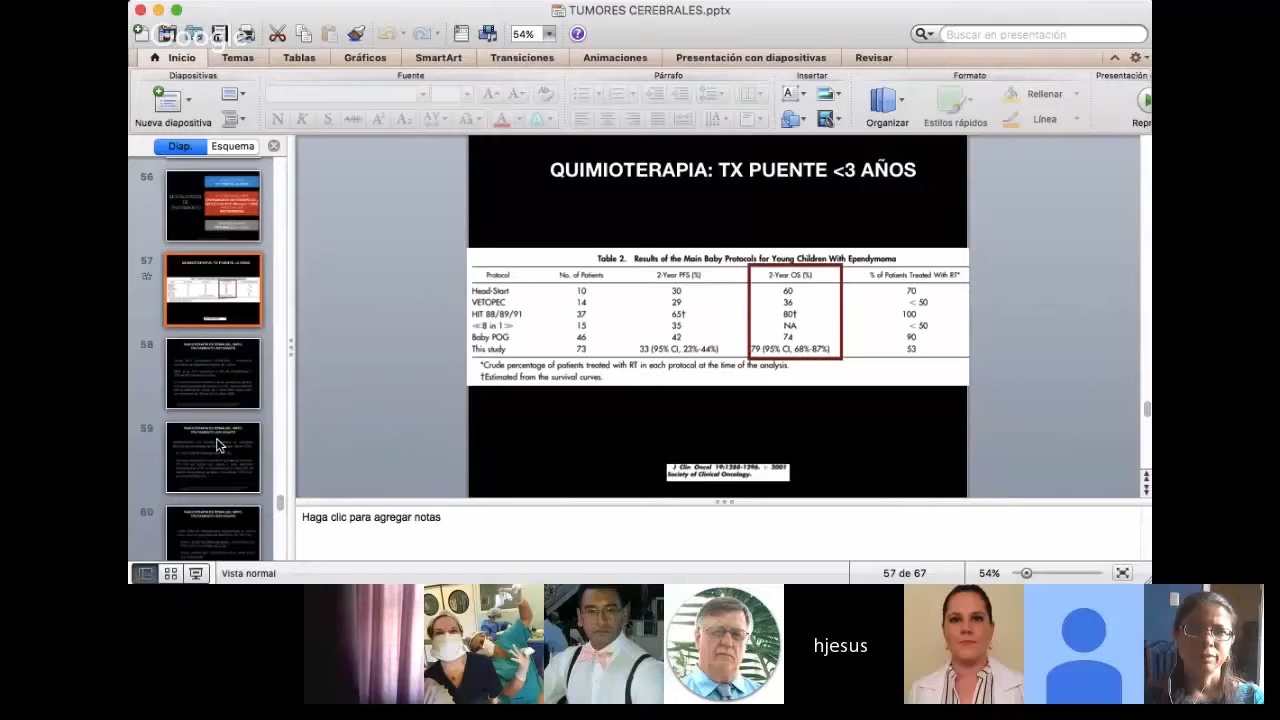 TUMORES CEREBRALES.pptx
Google
54%
Buscar en presentación
Inicio Temas Tablas Gráficos SmartArt Transiciones Animaciones Presentación con diapositivas Revisar
Diapositivas Fuente Párrafo Insertar Formato Presentación
Nueva diapositiva
Organizar Estilos rápidos
Rellenar
Línea
Repr
Diap. Esquema
56
57
58
59
60
QUIMIOTERAPIA: TX PUENTE <3 AÑOS
Table 2. Results of the Main Baby Protocols for Young Children With Ependymoma
Protocol No. of Patients 2-Year PFS (%) 2-Year OS (%) % of Patients Treated With RT*
Head-Start 10 30 60 70
VETOPEC 14 29 36 < 50
HIT 88/89/91 37 65† 80† 100
≪8 in 1≫ 15 35 NA < 50
Baby POG 46 42 74 90
This study 73 33 (95% CI, 23%-44%) 79 (95% CI, 68%-87%) 53
*Crude percentage of patients treated with RT in each protocol at the time of the analysis.
†Estimated from the survival curves.
J Clin Oncol 19:1288-1296. © 2001
Society of Clinical Oncology.
Haga clic para agregar notas
Vista normal 57 de 67 54%
hjesus